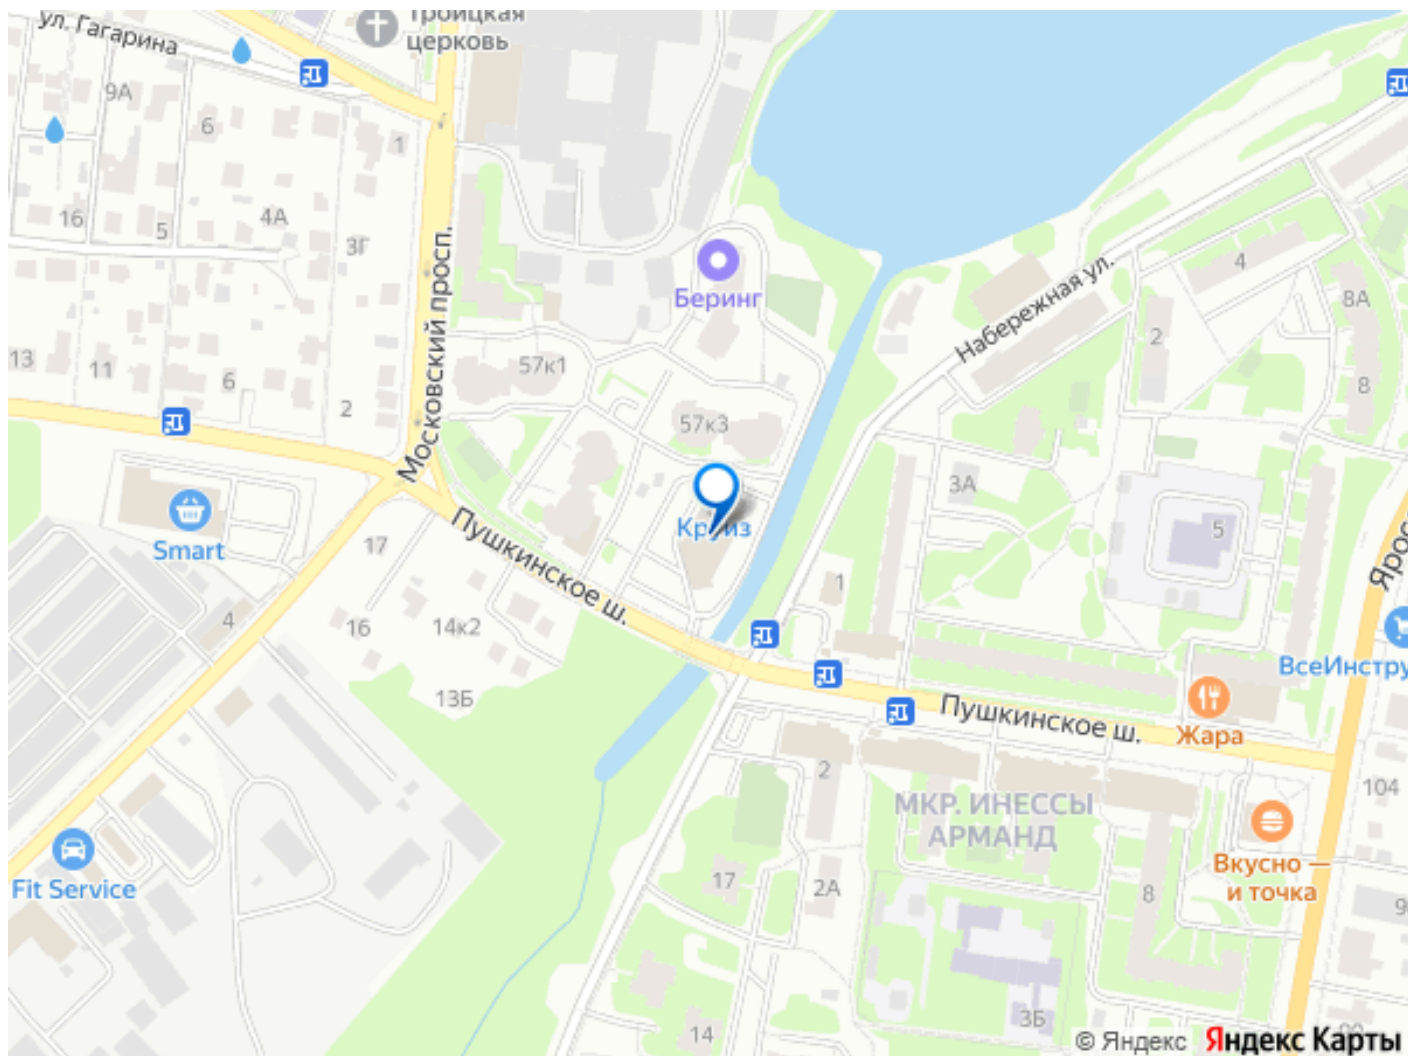 Троицкая
церковь
ул. Гагарина
9А
6
1
16
5
4А
3Г
Московский просп.
Беринг
4
Набережная ул.
8А
2
8
13
11
6
2
57к1
57к3
3А
5
Круиз
Smart
17
Пушкинское ш.
1
4
16
14к2
13Б
ВсеИнстру
Жара
Пушкинское ш.
2
МКР. ИНЕССЫ
АРМАНД
104
Вкусно —
и точка
Fit Service
17
2А
8
3Б
14
© Яндекс
Яндекс Карты